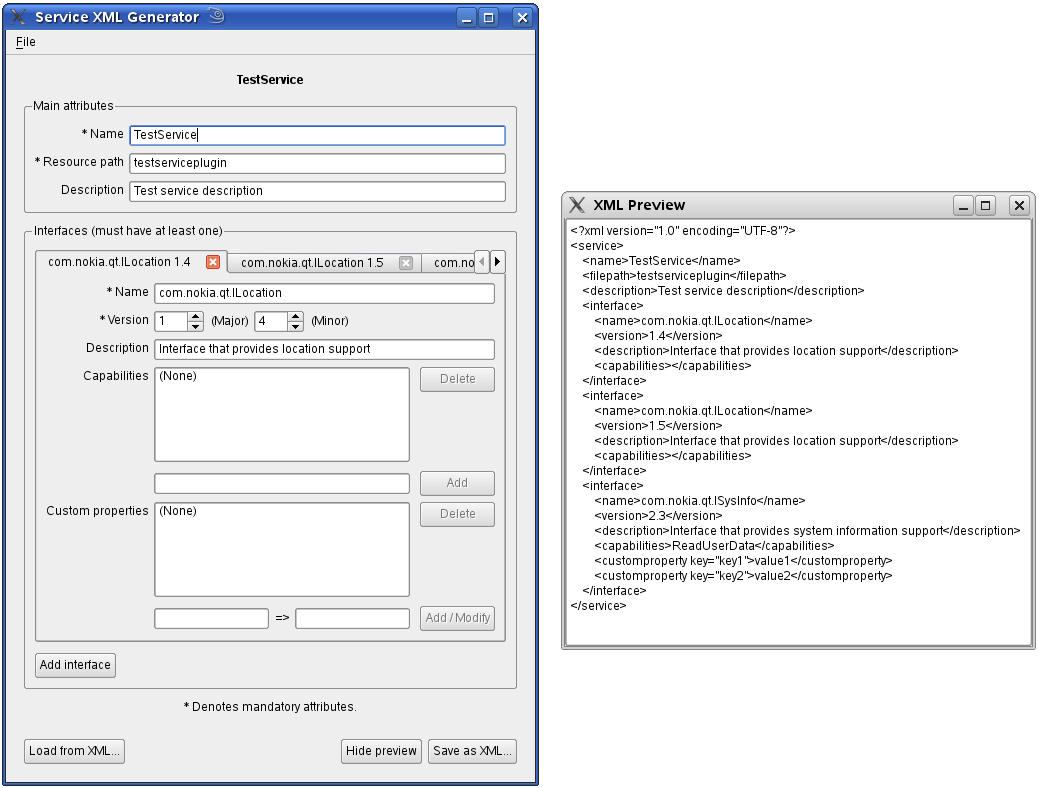 Service XML Generator
File
TestService
Main attributes
* Name TestService
* Resource path testserviceplugin
Description Test service description
Interfaces (must have at least one)
com.nokia.qt.ILocation 1.4 com.nokia.qt.ILocation 1.5 com.no
* Name com.nokia.qt.ILocation
* Version 1 (Major) 4 (Minor)
Description Interface that provides location support
Capabilities (None) Delete
Add
Custom properties (None) Delete
=> Add / Modify
Add interface
* Denotes mandatory attributes.
Load from XML... Hide preview Save as XML...
XML Preview
<?xml version="1.0" encoding="UTF-8"?>
<service>
<name>TestService</name>
<filepath>testserviceplugin</filepath>
<description>Test service description</description>
<interface>
<name>com.nokia.qt.ILocation</name>
<version>1.4</version>
<description>Interface that provides location support</description>
<capabilities></capabilities>
</interface>
<interface>
<name>com.nokia.qt.ILocation</name>
<version>1.5</version>
<description>Interface that provides location support</description>
<capabilities></capabilities>
</interface>
<interface>
<name>com.nokia.qt.ISysInfo</name>
<version>2.3</version>
<description>Interface that provides system information support</description>
<capabilities>ReadUserData</capabilities>
<customproperty key="key1">value1</customproperty>
<customproperty key="key2">value2</customproperty>
</interface>
</service>